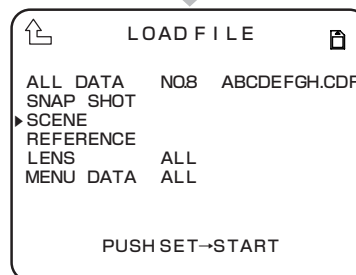 LOAD FILE
ALL DATA NO.8 ABCDEFGH.CDF
SNAP SHOT
SCENE
REFERENCE
LENS ALL
MENU DATA ALL
PUSH SET→START